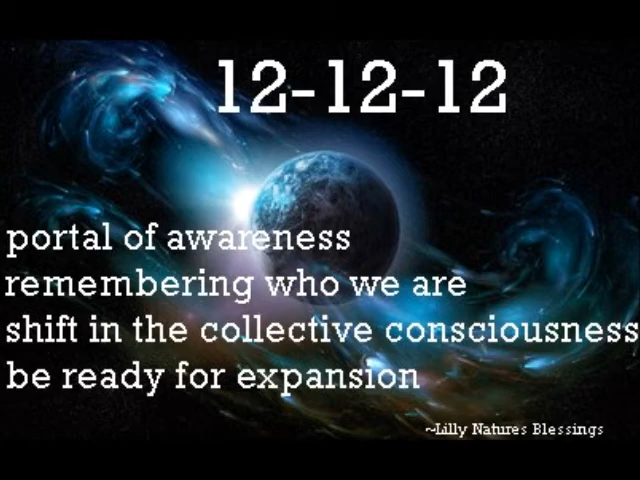 12-12-12
portal of awareness
remembering who we are
shift in the collective consciousness
be ready for expansion
~Lilly Natures Blessings